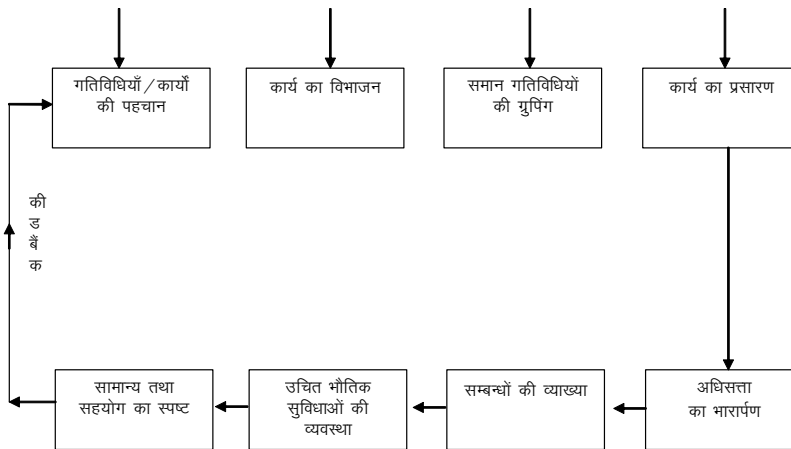 गतिविधियाँ/कार्यों
की पहचान
कार्य का विभाजन
समान गतिविधियों
की ग्रुपिंग
कार्य का प्रसारण
की
ड
बैं
क
सामान्य तथा
सहयोग का स्पष्ट
उचित भौतिक
सुविधाओं की
व्यवस्था
सम्बन्धों की व्याख्या
अधिसत्ता
का भारार्पण